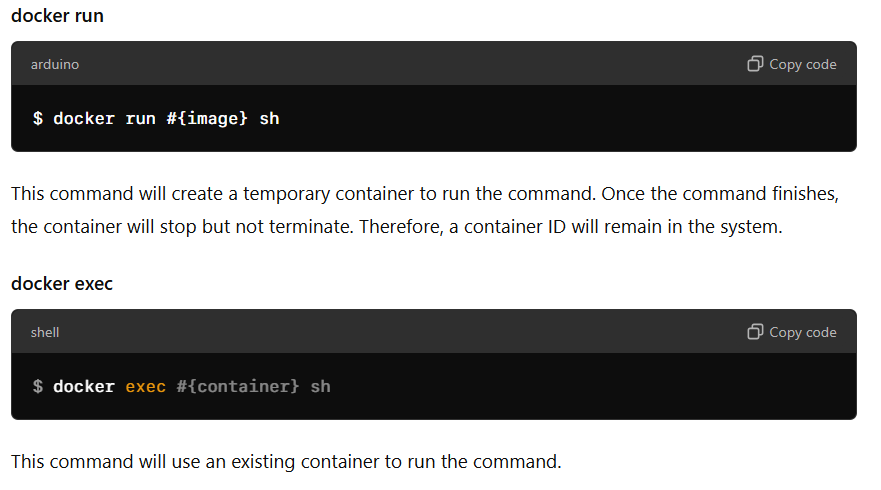 docker run
arduino
Copy code
$ docker run #{image} sh
This command will create a temporary container to run the command. Once the command finishes,
the container will stop but not terminate. Therefore, a container ID will remain in the system.
docker exec
shell
Copy code
$ docker exec #{container} sh
This command will use an existing container to run the command.